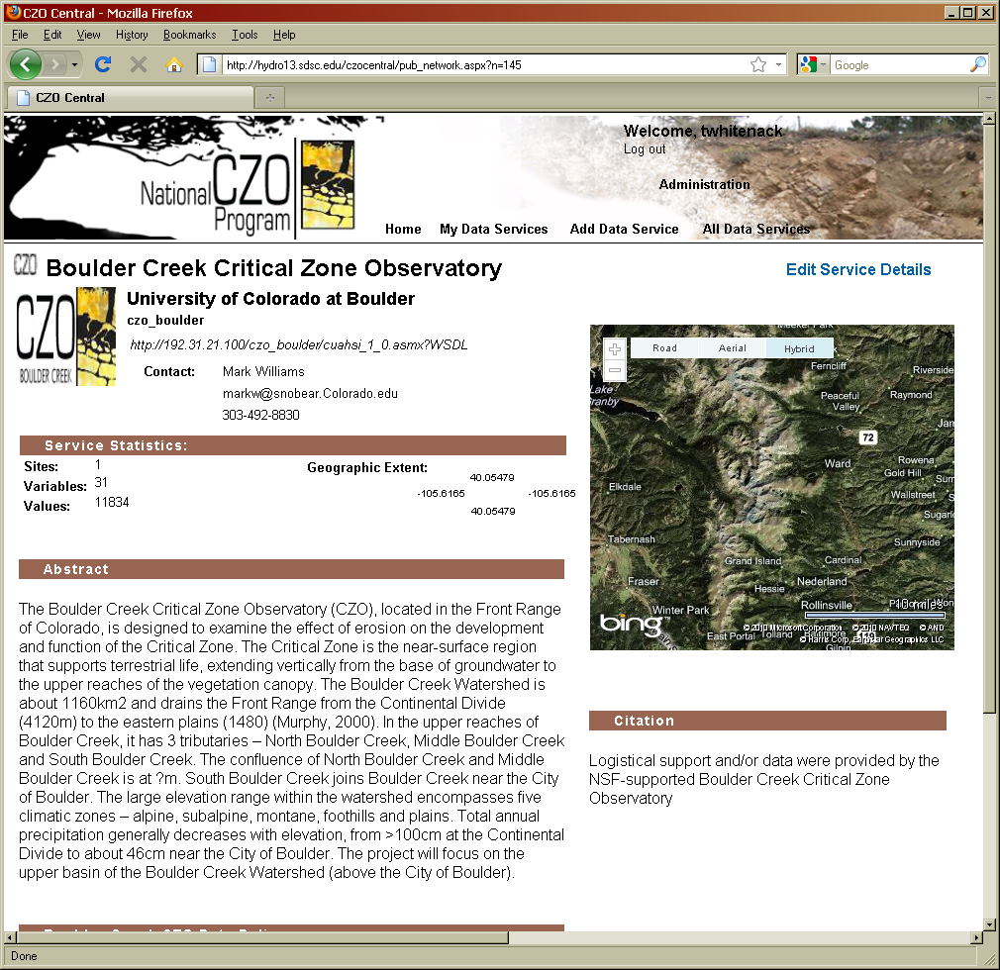 CZO Central - Mozilla Firefox
File Edit View History Bookmarks Tools Help
http://hydro13.sdsc.edu/czocentral/pub_network.aspx?n=145
Google
CZO Central
National CZO Program
Welcome, twhitenack
Log out
Administration
Home My Data Services Add Data Service All Data Services
CZO Boulder Creek Critical Zone Observatory
Edit Service Details
CZO
BOULDER CREEK
University of Colorado at Boulder
czo_boulder
http://192.31.21.100/czo_boulder/cuahsi_1_0.asmx?WSDL
Contact: Mark Williams
markw@snobear.Colorado.edu
303-492-8830
Service Statistics:
Sites: 1
Variables: 31
Values: 11834
Geographic Extent:
40.05479
-105.6165 -105.6165
40.05479
Abstract
The Boulder Creek Critical Zone Observatory (CZO), located in the Front Range
of Colorado, is designed to examine the effect of erosion on the development
and function of the Critical Zone. The Critical Zone is the near-surface region
that supports terrestrial life, extending vertically from the base of groundwater to
the upper reaches of the vegetation canopy. The Boulder Creek Watershed is
about 1160km2 and drains the Front Range from the Continental Divide
(4120m) to the eastern plains (1480) (Murphy, 2000). In the upper reaches of
Boulder Creek, it has 3 tributaries – North Boulder Creek, Middle Boulder Creek
and South Boulder Creek. The confluence of North Boulder Creek and Middle
Boulder Creek is at ?m. South Boulder Creek joins Boulder Creek near the City
of Boulder. The large elevation range within the watershed encompasses five
climatic zones – alpine, subalpine, montane, foothills and plains. Total annual
precipitation generally decreases with elevation, from >100cm at the Continental
Divide to about 46cm near the City of Boulder. The project will focus on the
upper basin of the Boulder Creek Watershed (above the City of Boulder).
Meeker Park
Road Aerial Hybrid
Ferncliff
Riverside
Lake
Granby
Peaceful
Valley
Raymond
Jam
72
Ward
Rowena
Gold Hill
Sum
Elkdale
Wallstreet
Sugarl
Tabernash
Sunnyside
Grand Island
Cardinal
Fraser
Hessie
Nederland
Rollinsville
10 miles
Winter Park
bing
© 2010 Microsoft Corporation © 2010 NAVTEQ © AND
East Portal Tolland
119
© Harris Corp, Earthstar Geographics LLC
Gilpin
Citation
Logistical support and/or data were provided by the
NSF-supported Boulder Creek Critical Zone
Observatory
Done